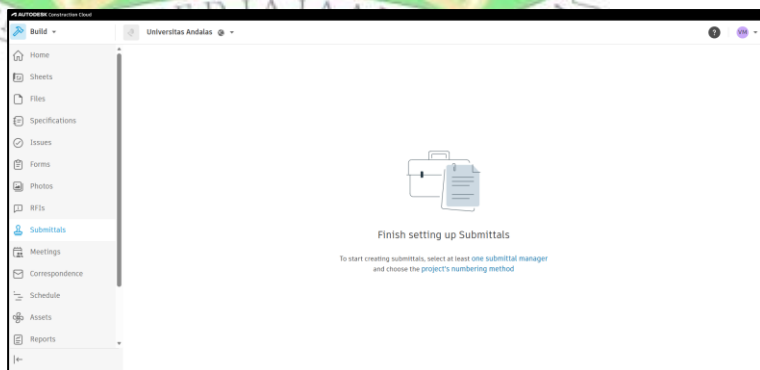 AUTODESK Construction Cloud
Build
Universitas Andalas
?
VM
Home
Sheets
Files
Specifications
Issues
Forms
Photos
RFIs
Submittals
Meetings
Correspondence
Schedule
Assets
Reports
Finish setting up Submittals
To start creating submittals, select at least one submittal manager
and choose the project's numbering method